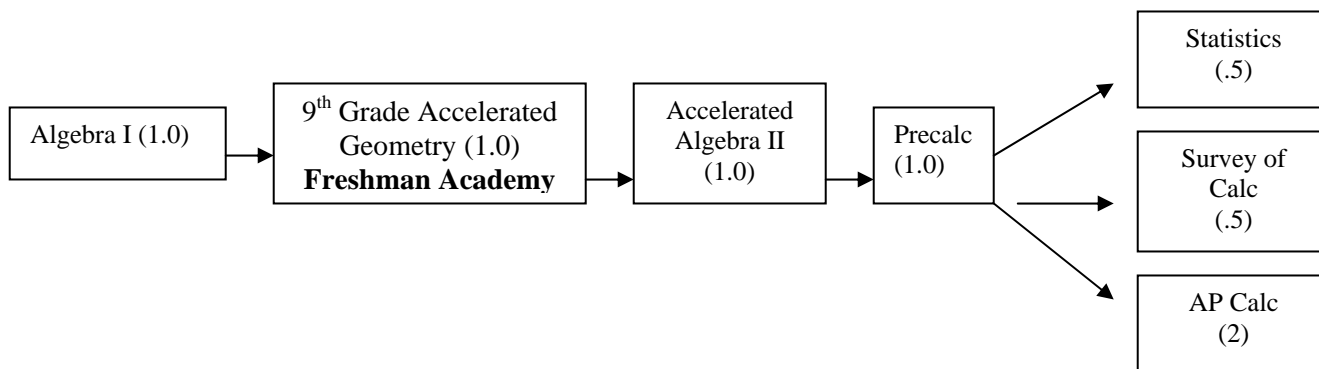 Algebra I (1.0)
9th Grade Accelerated
Geometry (1.0)
Freshman Academy
Accelerated
Algebra II
(1.0)
Precalc
(1.0)
Statistics
(.5)
Survey of
Calc
(.5)
AP Calc
(2)